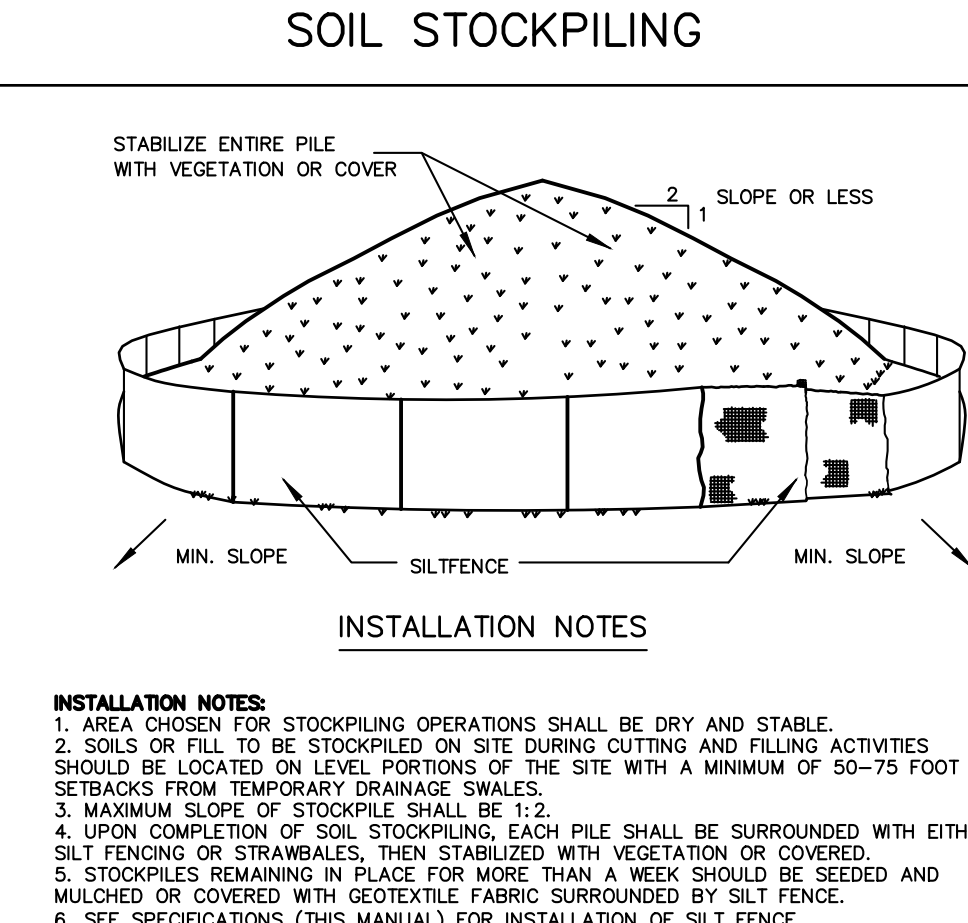 SOIL STOCKPILING
STABILIZE ENTIRE PILE
WITH VEGETATION OR COVER
2
1
SLOPE OR LESS
MIN. SLOPE
SILTFENCE
MIN. SLOPE
INSTALLATION NOTES
INSTALLATION NOTES:
1. AREA CHOSEN FOR STOCKPILING OPERATIONS SHALL BE DRY AND STABLE.
2. SOILS OR FILL TO BE STOCKPILED ON SITE DURING CUTTING AND FILLING ACTIVITIES
SHOULD BE LOCATED ON LEVEL PORTIONS OF THE SITE WITH A MINIMUM OF 50-75 FOOT
SETBACKS FROM TEMPORARY DRAINAGE SWALES.
3. MAXIMUM SLOPE OF STOCKPILE SHALL BE 1:2.
4. UPON COMPLETION OF SOIL STOCKPILING, EACH PILE SHALL BE SURROUNDED WITH EITH
SILT FENCING OR STRAWBALES, THEN STABILIZED WITH VEGETATION OR COVERED.
5. STOCKPILES REMAINING IN PLACE FOR MORE THAN A WEEK SHOULD BE SEEDED AND
MULCHED OR COVERED WITH GEOTEXTILE FABRIC SURROUNDED BY SILT FENCE.
6. SEE SPECIFICATIONS (THIS MANUAL) FOR INSTALLATION OF SILT FENCE